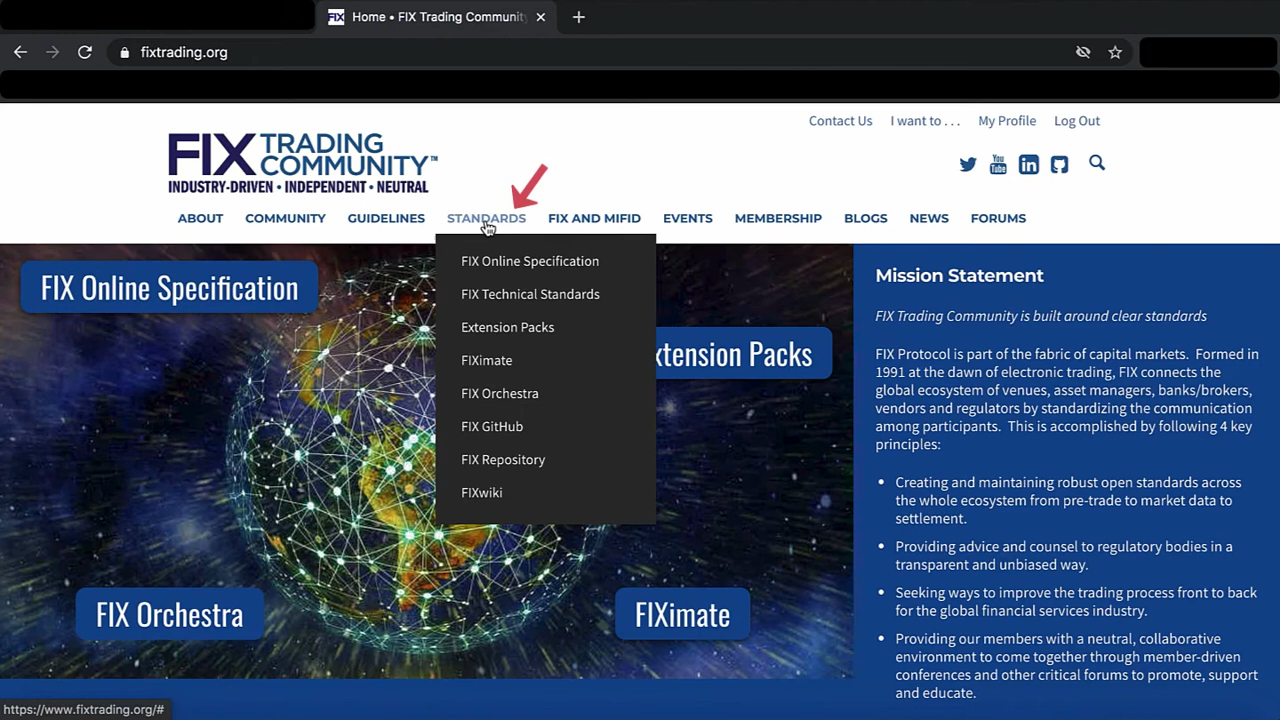 FIX Home • FIX Trading Community
fixtrading.org
Contact Us I want to . . . My Profile Log Out
FIX TRADING COMMUNITY™
INDUSTRY-DRIVEN • INDEPENDENT • NEUTRAL
You Tube in
ABOUT COMMUNITY GUIDELINES STANDARDS FIX AND MIFID EVENTS MEMBERSHIP BLOGS NEWS FORUMS
FIX Online Specification
FIX Technical Standards
Extension Packs
FIXimate
FIX Orchestra
FIX GitHub
FIX Repository
FIXwiki
FIX Online Specification
xtension Packs
FIX Orchestra
FIXimate
Mission Statement
FIX Trading Community is built around clear standards
FIX Protocol is part of the fabric of capital markets. Formed in
1991 at the dawn of electronic trading, FIX connects the
global ecosystem of venues, asset managers, banks/brokers,
vendors and regulators by standardizing the communication
among participants. This is accomplished by following 4 key
principles:
• Creating and maintaining robust open standards across
the whole ecosystem from pre-trade to market data to
settlement.
• Providing advice and counsel to regulatory bodies in a
transparent and unbiased way.
• Seeking ways to improve the trading process front to back
for the global financial services industry.
• Providing our members with a neutral, collaborative
environment to come together through member-driven
conferences and other critical forums to promote, support
and educate.
https://www.fixtrading.org/#